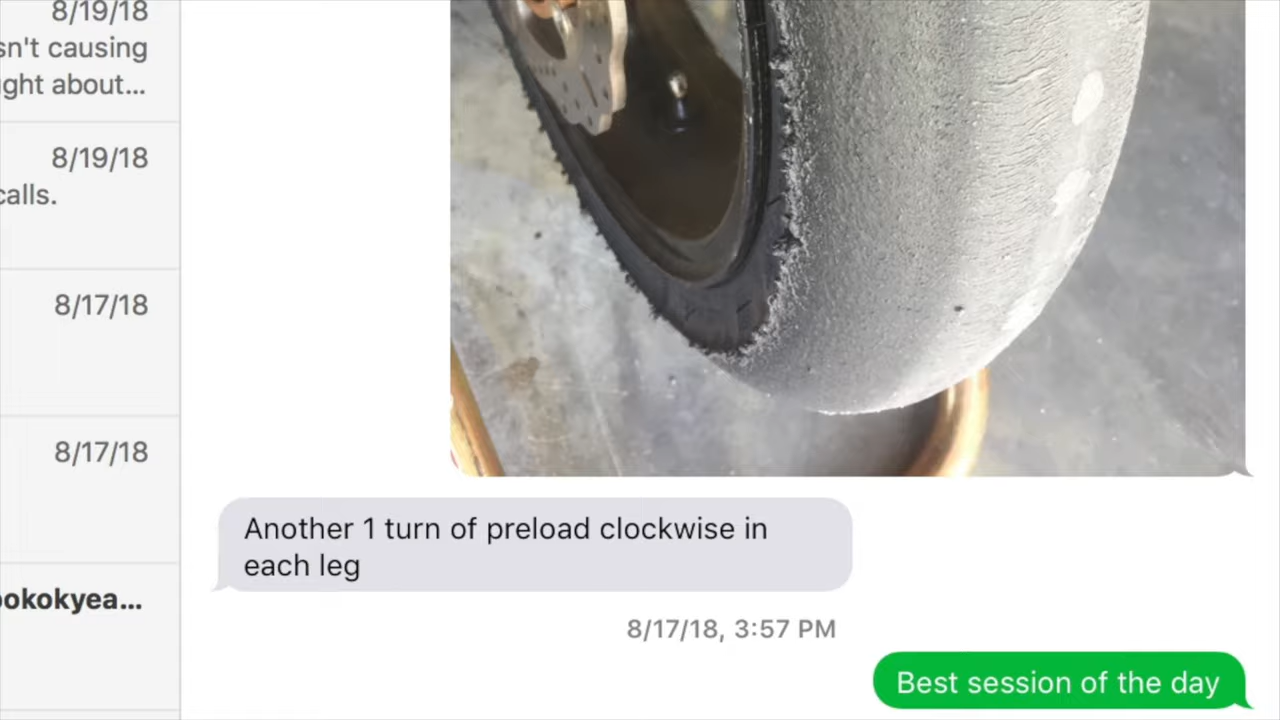 8/19/18
sn't causing
ght about...
8/19/18
calls.
8/17/18
8/17/18
ookokyea...
Another 1 turn of preload clockwise in
each leg
8/17/18, 3:57 PM
Best session of the day